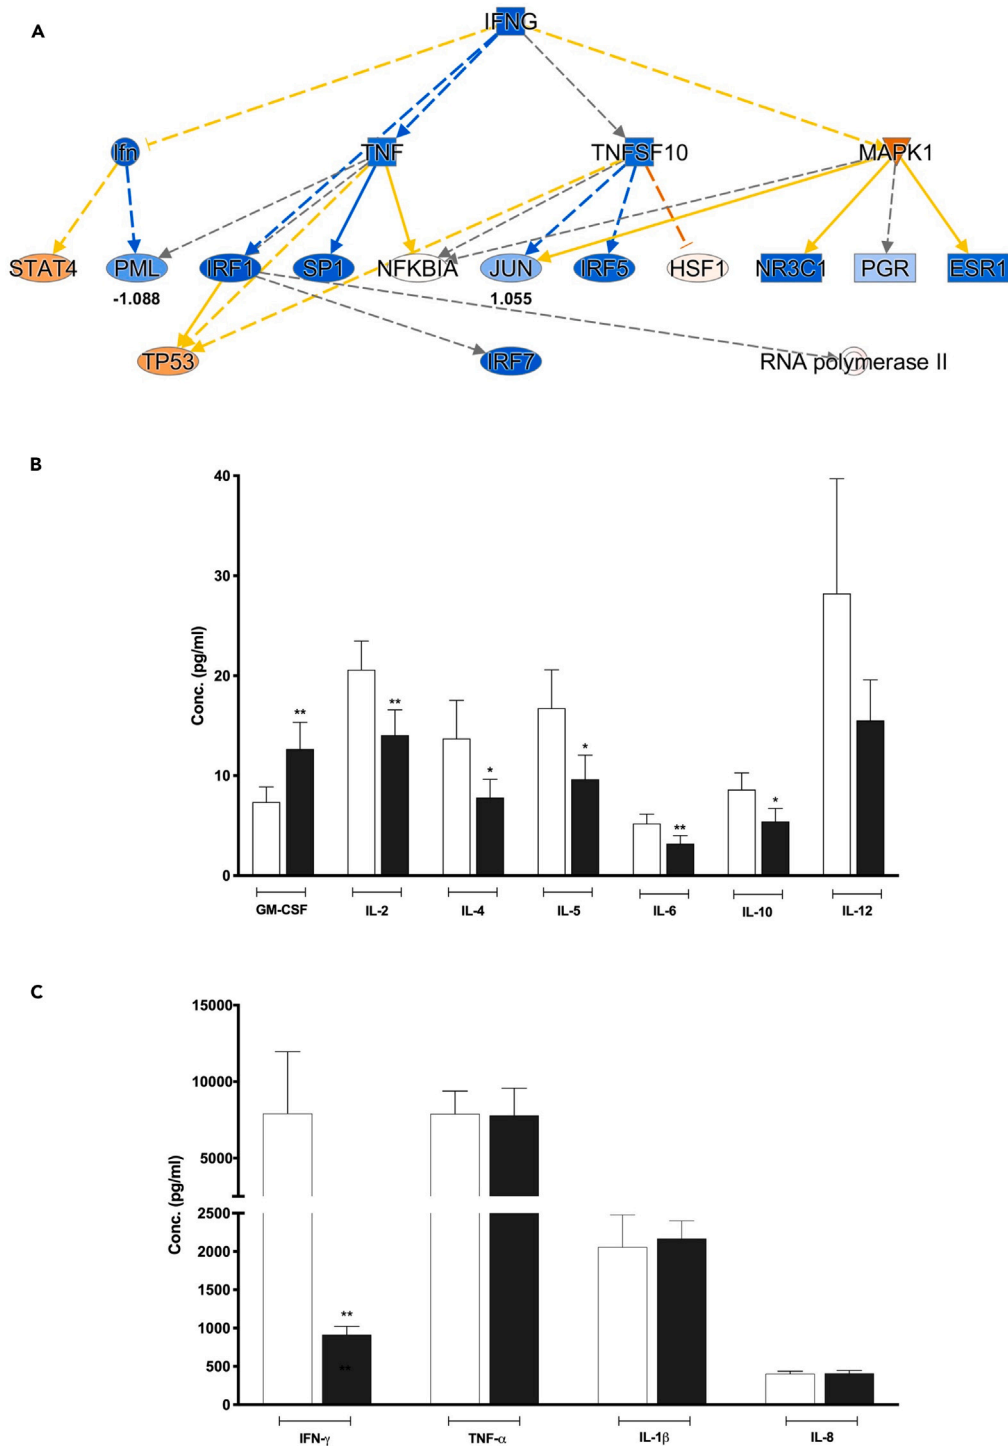 A
IFNG
Ifn TNF TNFSF10 MAPK1
STAT4 PML IRF1 SP1 NFKBIA JUN IRF5 HSF1 NR3C1 PGR ESR1
-1.088 1.055
TP53 IRF7 RNA polymerase II
B
40
30
20
10
0
Conc. (pg/ml)
** ** * * ** *
GM-CSF IL-2 IL-4 IL-5 IL-6 IL-10 IL-12
C
15000
10000
5000
2500
2000
1500
1000
500
0
Conc. (pg/ml)
**
**
IFN-γ TNF-α IL-1β IL-8